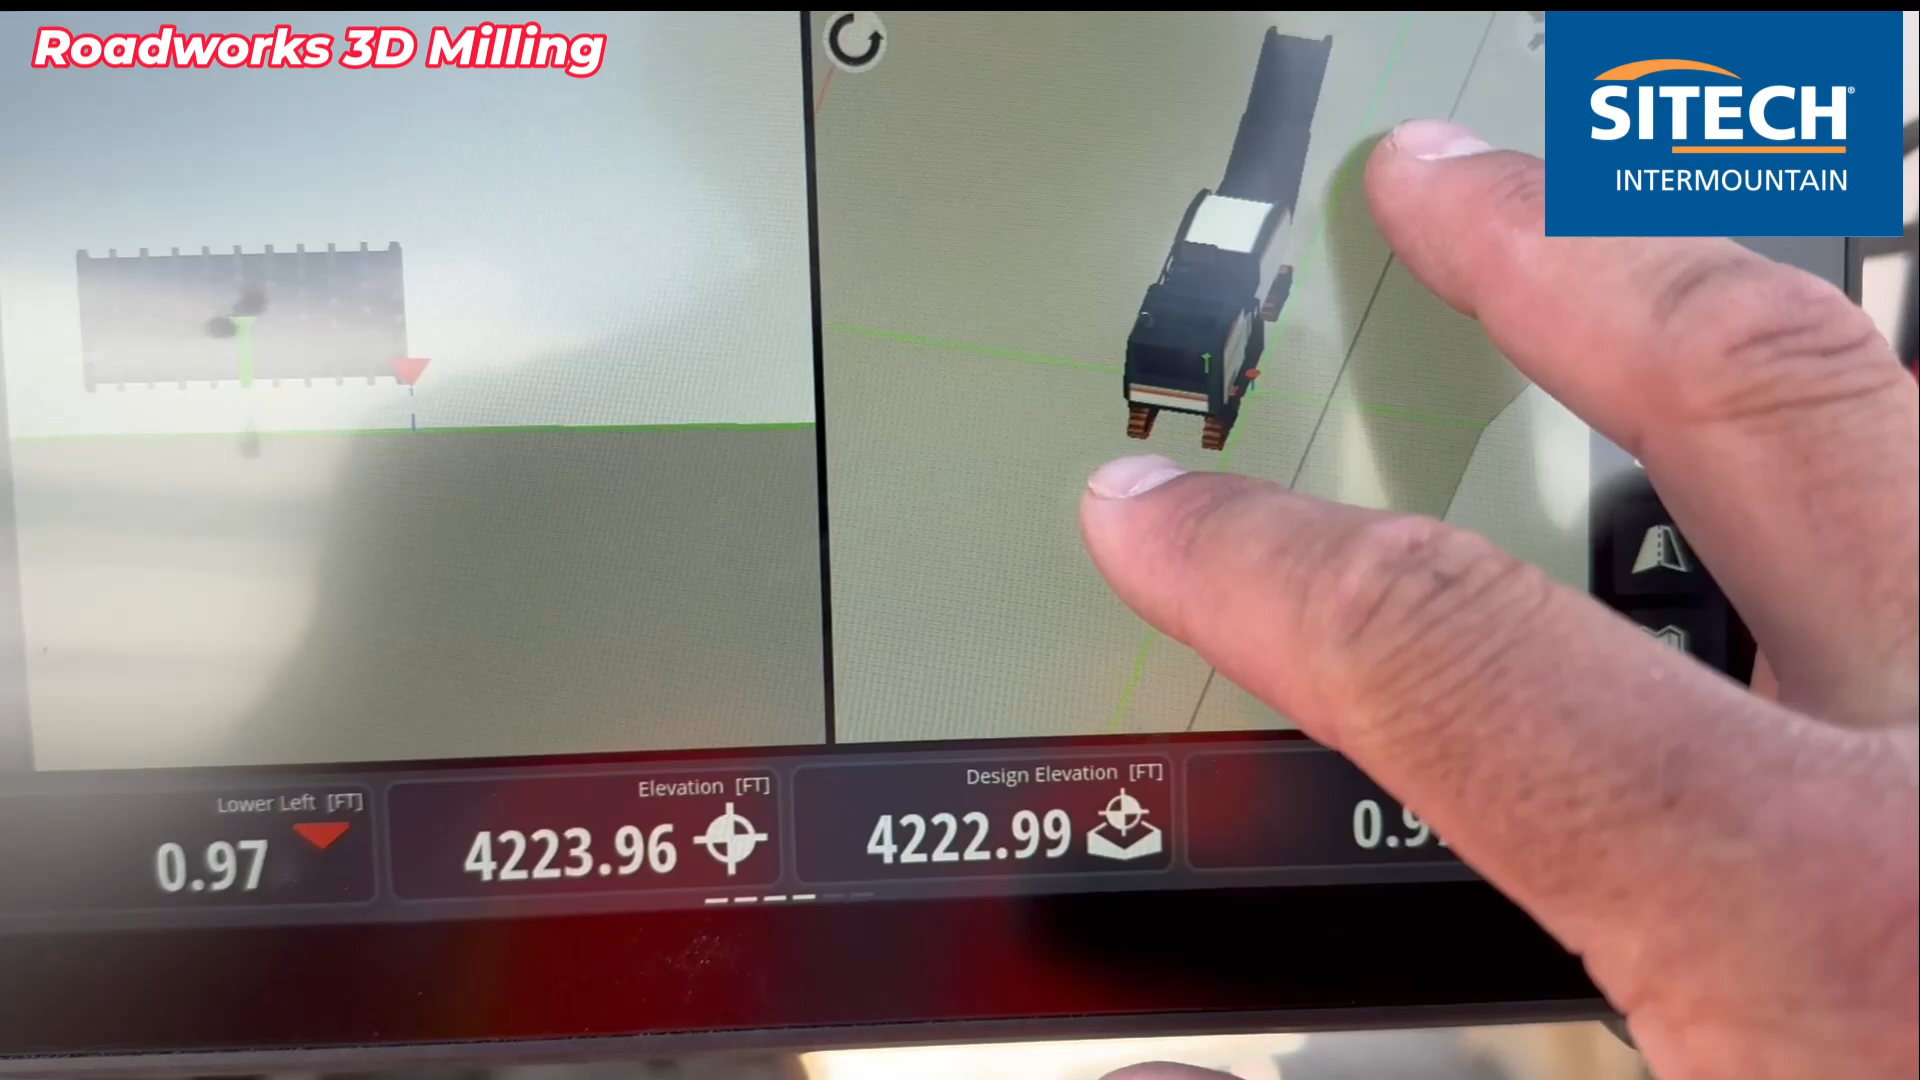 Roadworks 3D Milling
SITECH®
INTERMOUNTAIN
Lower Left [FT]
0.97
Elevation [FT]
4223.96
Design Elevation [FT]
4222.99